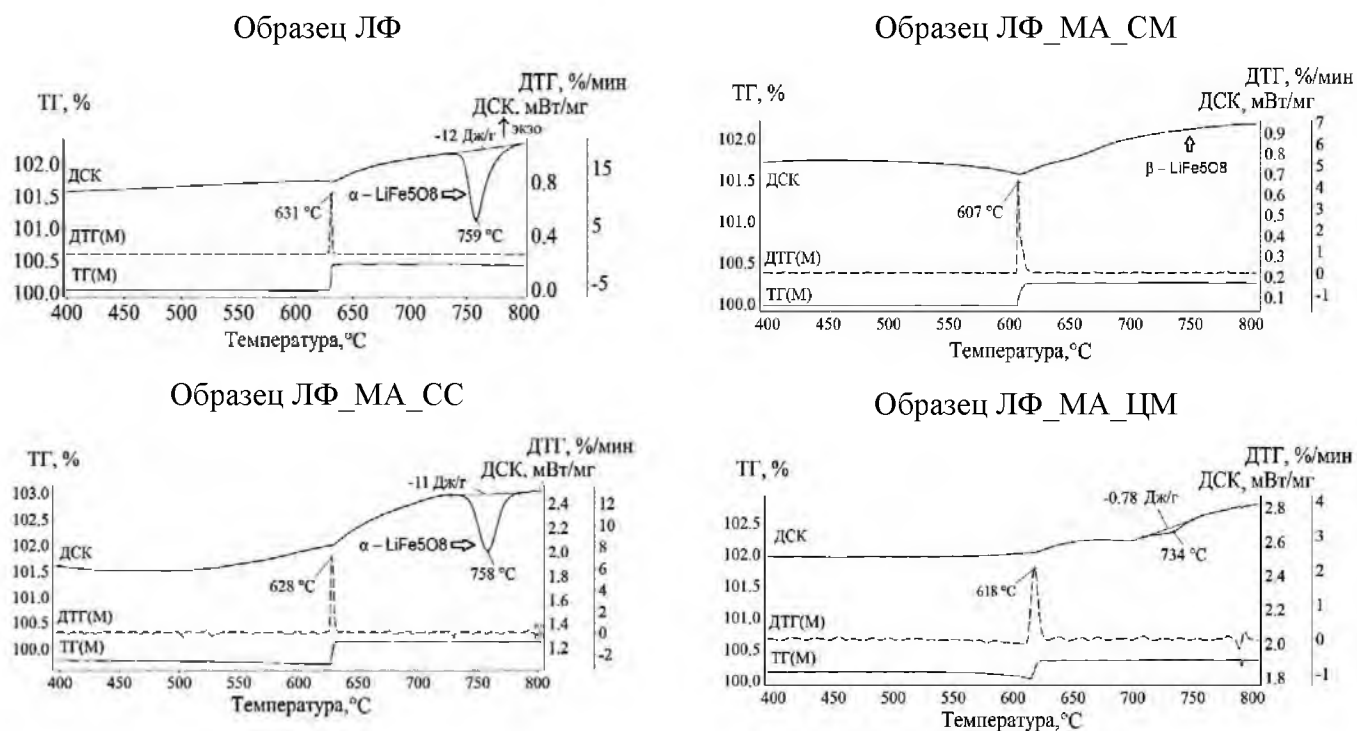 Образец ЛФ
ТГ, %
ДТГ, %/мин
ДСК, мВт/мг
↑ экзо
-12 Дж/г
102.0
101.5
101.0
101.5
100.5
100.0
15
5
-5
0.8
0.4
0.0
ДСК
α – LiFe5O8
631 °C
759 °C
ДТГ(М)
ТГ(М)
400 450 500 550 600 650 700 750 800
Температура,°C
Образец ЛФ_МА_СМ
ТГ, %
ДТГ, %/мин
ДСК, мВт/мг
102.0
101.5
101.0
100.5
100.0
0.9
0.8
0.7
0.6
0.5
0.4
0.3
0.2
0.1
7
6
5
4
3
2
1
0
-1
ДСК
β – LiFe5O8
607 °C
ДТГ(М)
ТГ(М)
400 450 500 550 600 650 700 750 800
Температура,°C
Образец ЛФ_МА_СС
ТГ, %
ДТГ, %/мин
ДСК, мВт/мг
-11 Дж/г
103.0
102.5
102.0
101.5
101.0
100.5
100.0
2.4
2.3
2.0
1.8
1.6
1.4
1.2
12
10
8
6
4
2
0
-2
ДСК
α – LiFe5O8
628 °C
758 °C
ДТГ(М)
ТГ(М)
400 450 500 550 600 650 700 750 800
Температура,°C
Образец ЛФ_МА_ЦМ
ТГ, %
ДТГ, %/мин
ДСК, мВт/мг
-0.78 Дж/г
102.5
102.0
101.5
101.0
100.5
100.0
2.8
2.6
2.4
2.2
2.0
1.8
4
3
2
1
0
-1
ДСК
734 °C
618 °C
ДТГ(М)
ТГ(М)
400 450 500 550 600 650 700 750 800
Температура,°C